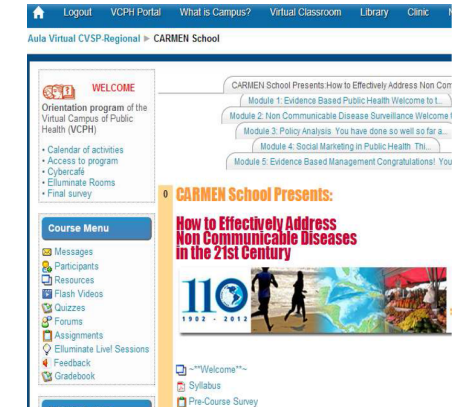 Logout VCPH Portal What is Campus? Virtual Classroom Library Clinic
Aula Virtual CVSP-Regional ► CARMEN School
WELCOME
Orientation program of the
Virtual Campus of Public
Health (VCPH)
• Calendar of activities
• Access to program
• Cybercafé
• Elluminate Rooms
• Final survey
Course Menu
Messages
Participants
Resources
Flash Videos
Quizzes
Forums
Assignments
Elluminate Live! Sessions
Feedback
Gradebook
CARMEN School Presents:How to Effectively Address Non Com
Module 1: Evidence Based Public Health Welcome to t...
Module 2: Non Communicable Disease Surveillance Welcome t
Module 3: Policy Analysis You have done so well so far a...
Module 4: Social Marketing in Public Health Thi...
Module 5: Evidence Based Management Congratulations! You
0 CARMEN School Presents:
How to Effectively Address
Non Communicable Diseases
in the 21st Century
110
1902 - 2012
~**Welcome**~
Syllabus
Pre-Course Survey